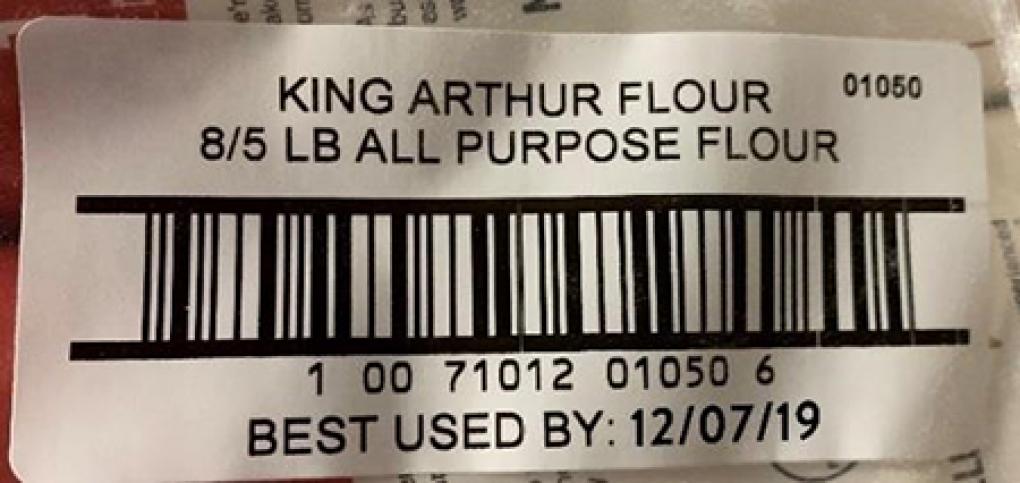 KING ARTHUR FLOUR 01050
8/5 LB ALL PURPOSE FLOUR
1 00 71012 01050 6
BEST USED BY: 12/07/19